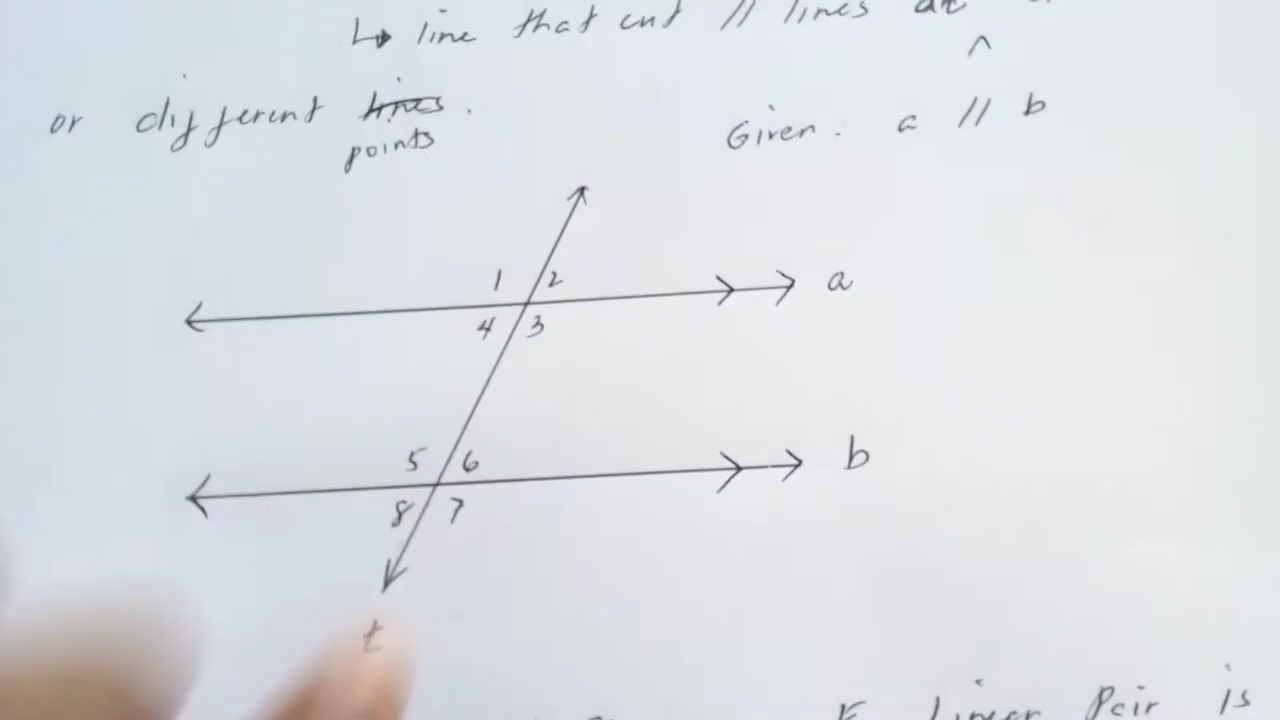 ↳ line that cut // lines at
^
or different lines.
points
Given: a // b
1 2
a
4 3
5 6
b
8 7
t
Linear Pair is